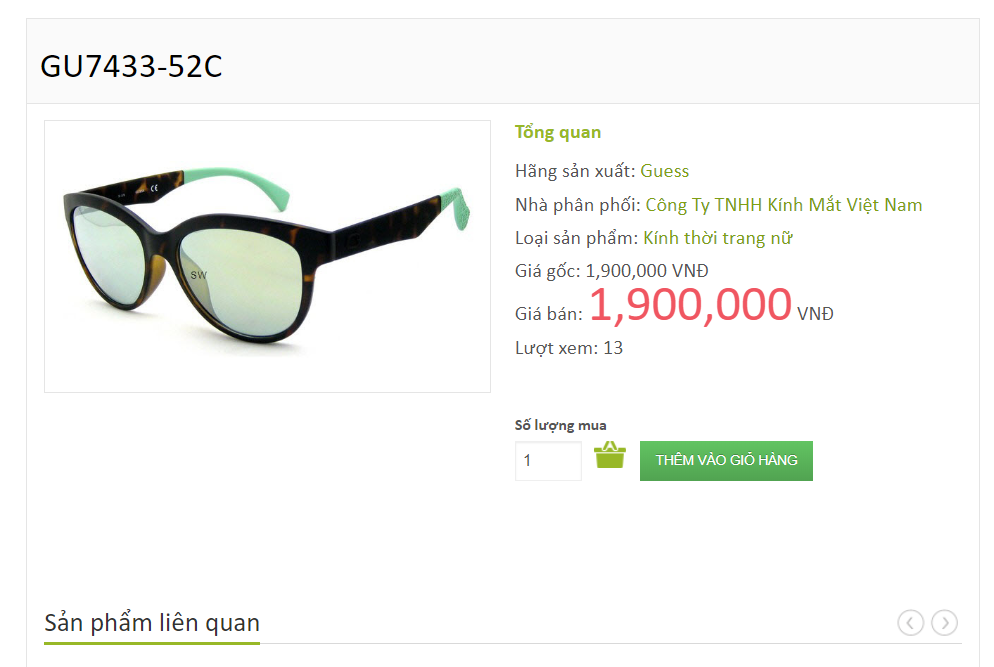 GU7433-52C
Tổng quan
Hãng sản xuất: Guess
Nhà phân phối: Công Ty TNHH Kính Mắt Việt Nam
Loại sản phẩm: Kính thời trang nữ
Giá gốc: 1,900,000 VNĐ
Giá bán: 1,900,000 VNĐ
Lượt xem: 13
SW
CE
Số lượng mua
1
THÊM VÀO GIỎ HÀNG
Sản phẩm liên quan